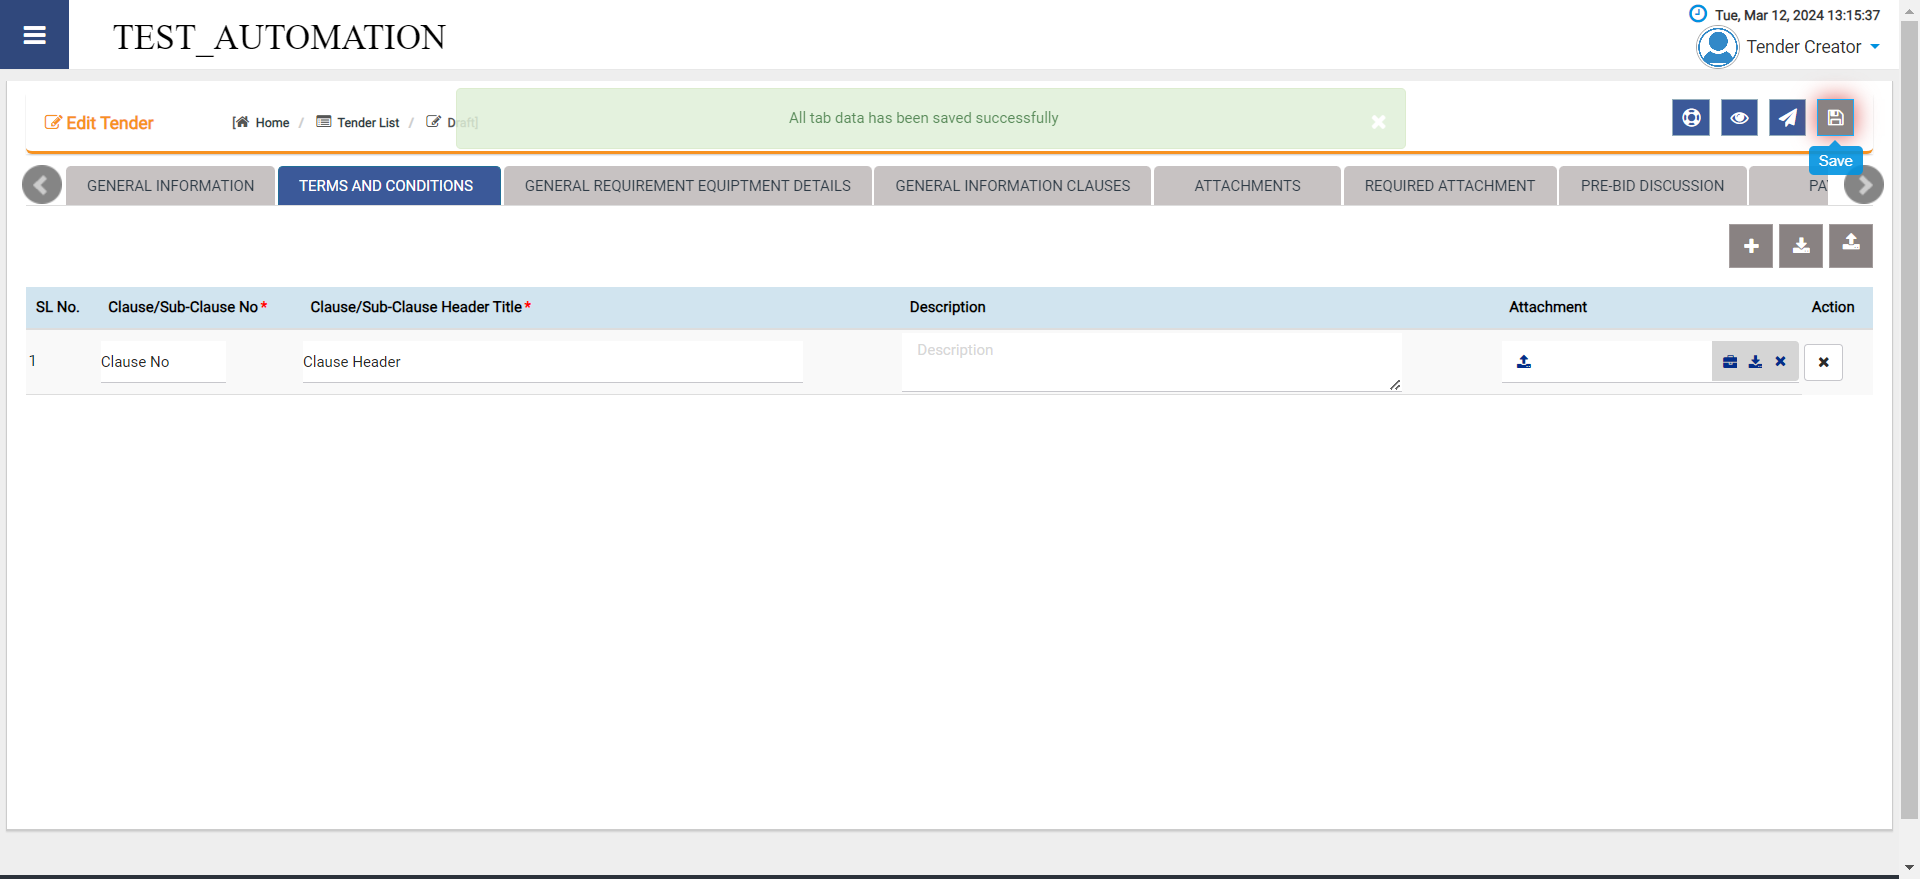 TEST_AUTOMATION
Tue, Mar 12, 2024 13:15:37
Tender Creator
Edit Tender
[ Home / Tender List / Draft]
All tab data has been saved successfully
Save
GENERAL INFORMATION
TERMS AND CONDITIONS
GENERAL REQUIREMENT EQUIPTMENT DETAILS
GENERAL INFORMATION CLAUSES
ATTACHMENTS
REQUIRED ATTACHMENT
PRE-BID DISCUSSION
SL No. Clause/Sub-Clause No* Clause/Sub-Clause Header Title* Description Attachment Action
1 Clause No Clause Header Description